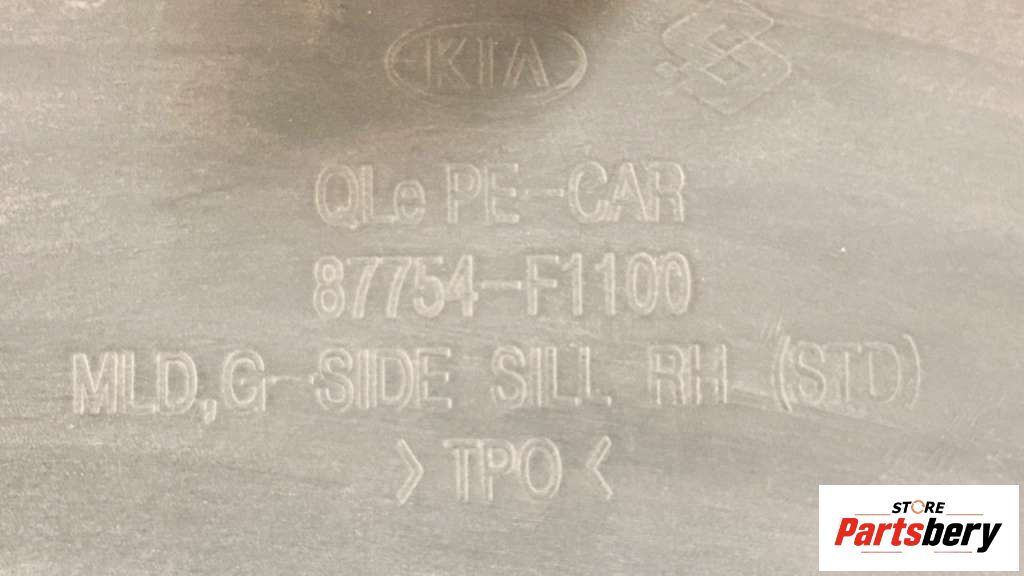 KIA
QLe PE-CAR
87754-F1100
MLD,G-SIDE SILL RH (STD)
>TPO<
STORE
Partsbery